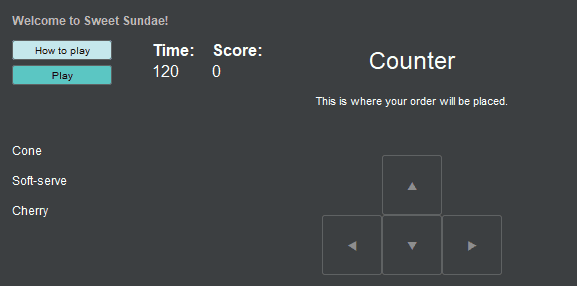 Welcome to Sweet Sundae!
How to play
Play
Time: Score:
120 0
Counter
This is where your order will be placed.
Cone
Soft-serve
Cherry